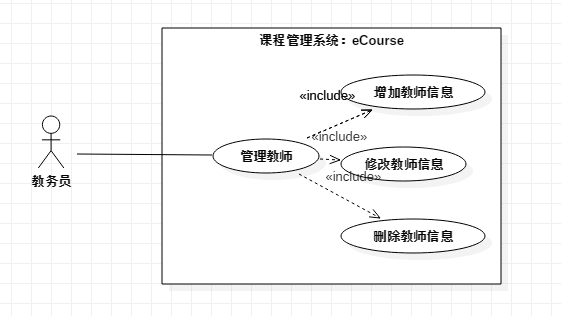 课程管理系统：eCourse
«include»
增加教师信息
«include»
教务员
管理教师
修改教师信息
«include»
删除教师信息